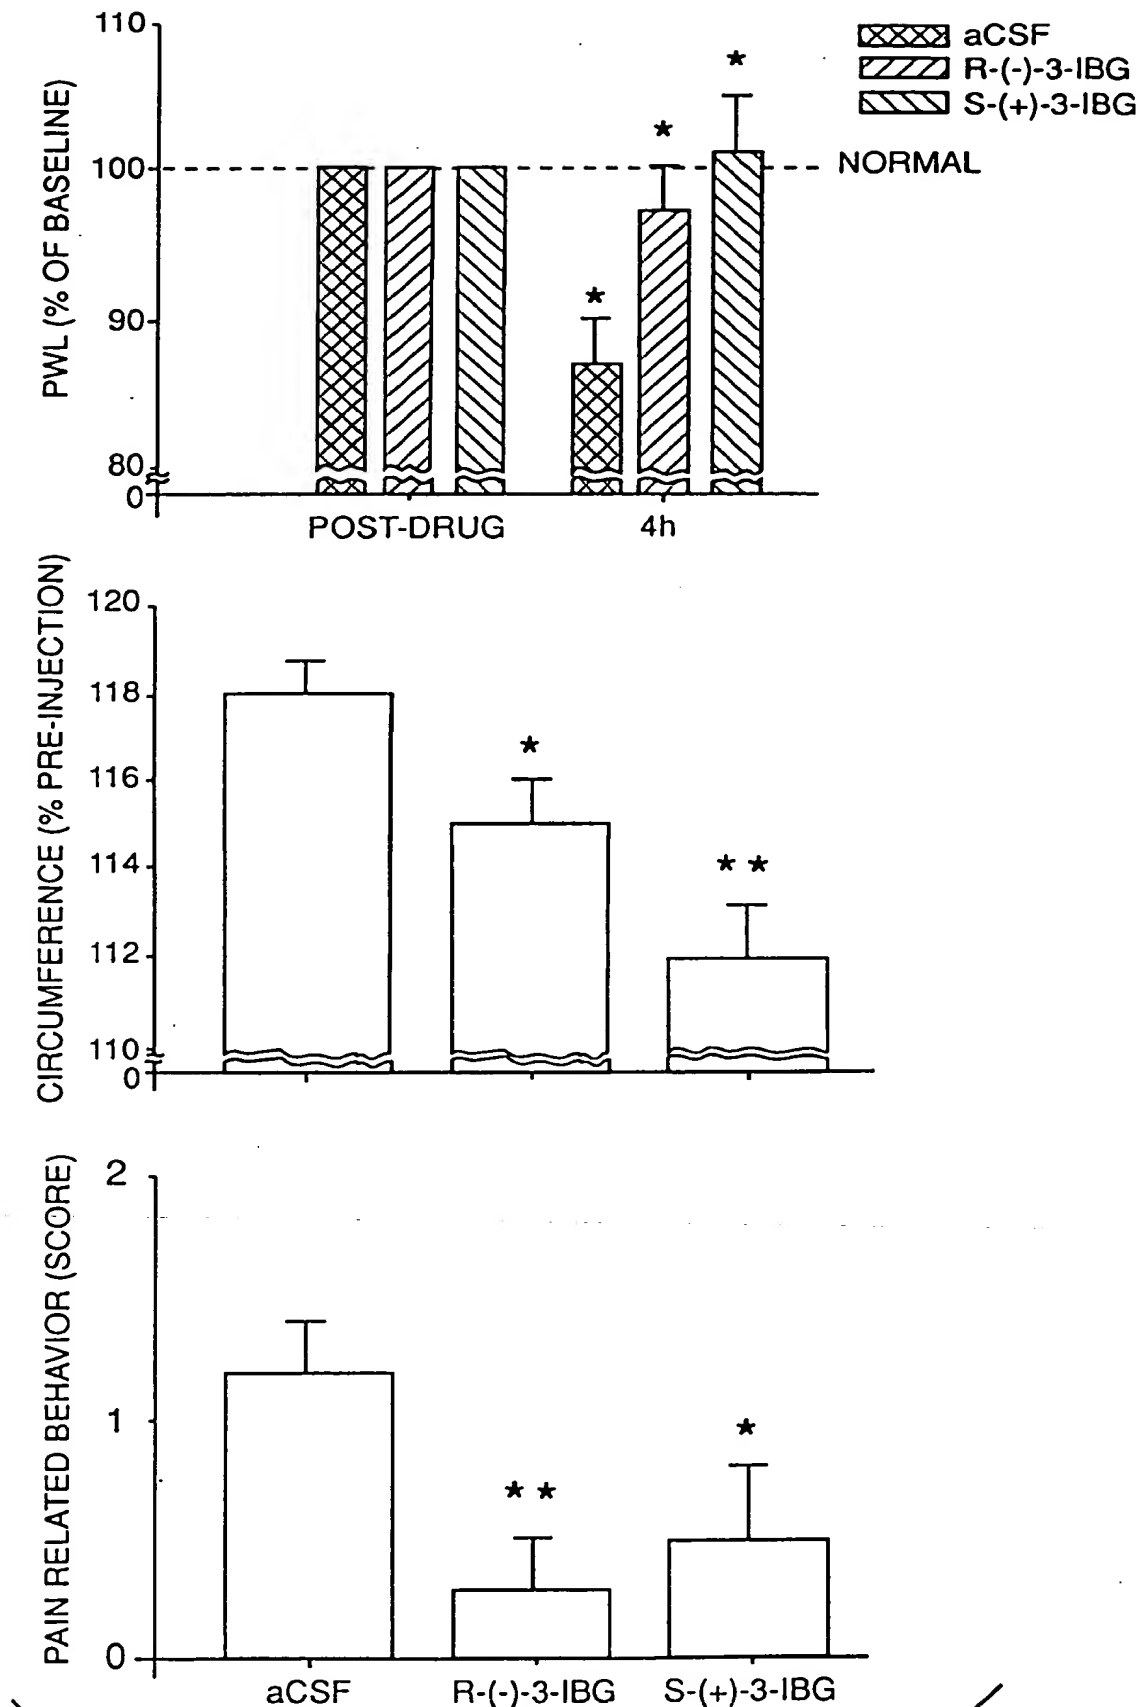 110
aCSF
R-(-)-3-IBG
S-(+)-3-IBG
*
*
*
100
NORMAL
90
80
0
PWL (% OF BASELINE)
POST-DRUG
4h
120
118
116
114
112
110
0
CIRCUMFERENCE (% PRE-INJECTION)
*
* *
2
1
0
PAIN RELATED BEHAVIOR (SCORE)
* *
*
aCSF
R-(-)-3-IBG
S-(+)-3-IBG